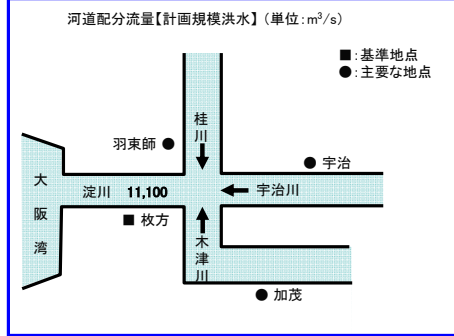 河道配分流量【計画規模洪水】 (単位:m³/s)
■:基準地点
●:主要な地点
桂川
羽束師 ●
● 宇治
大阪湾
淀川 11,100
宇治川
■ 枚方
木津川
● 加茂